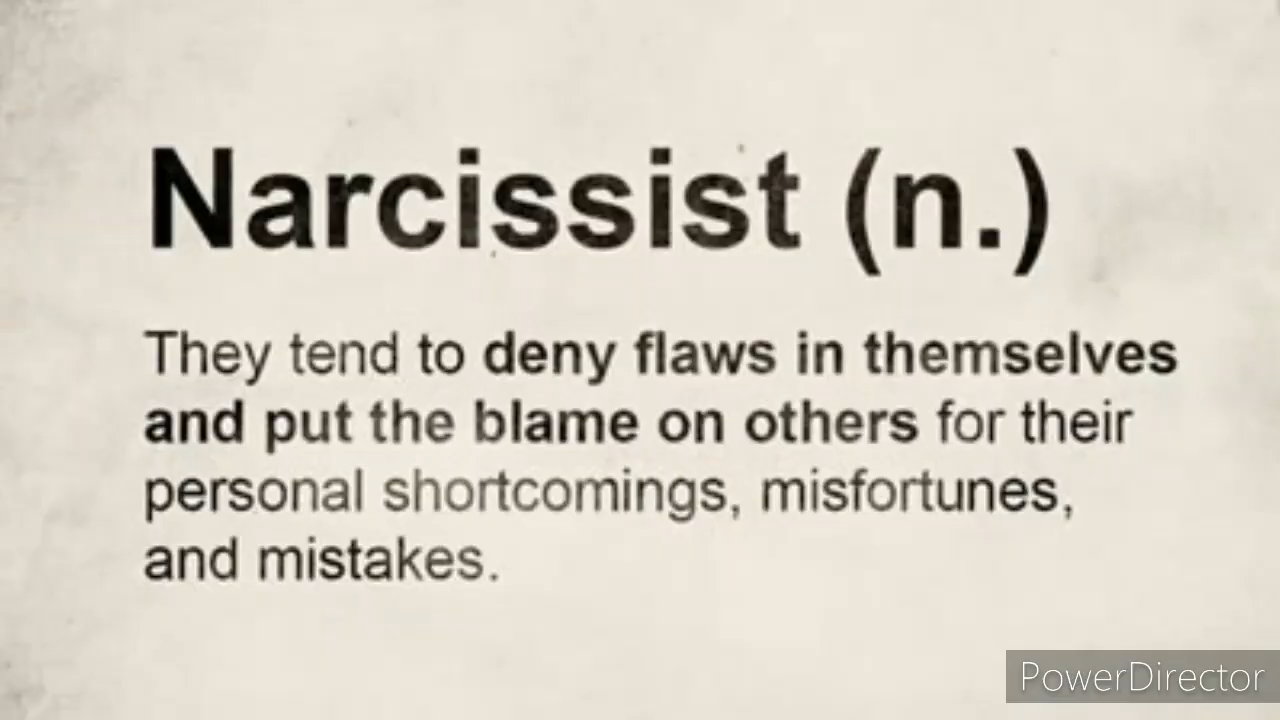 Narcissist (n.)
They tend to deny flaws in themselves
and put the blame on others for their
personal shortcomings, misfortunes,
and mistakes.
PowerDirector